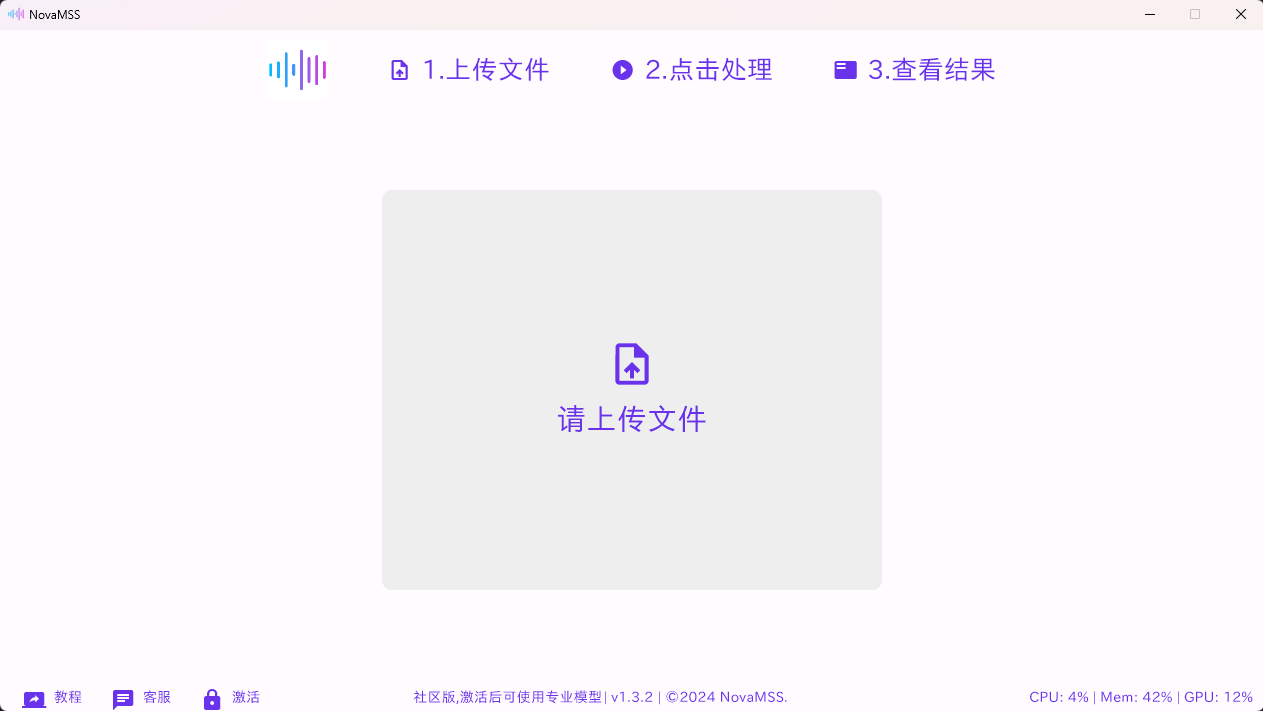 NovaMSS
1.上传文件
2.点击处理
3.查看结果
请上传文件
教程
客服
激活
社区版,激活后可使用专业模型| v1.3.2 | ©2024 NovaMSS.
CPU: 4% | Mem: 42% | GPU: 12%